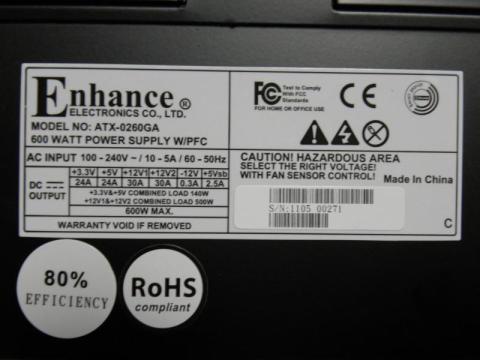 Enhance®
ELECTRONICS CO., LTD.
MODEL NO: ATX-0260GA
600 WATT POWER SUPPLY W/PFC
AC INPUT 100 - 240V~ / 10 - 5A / 60 - 50Hz
DC OUTPUT
+3.3V +5V +12V1 +12V2 -12V +5Vsb
24A 24A 30A 30A 0.3A 2.5A
+3.3V&+5V COMBINED LOAD 140W
+12V1&+12V2 COMBINED LOAD 500W
600W MAX.
WARRANTY VOID IF REMOVED
FC Test to Comply
With FCC
Standards
FOR HOME OR OFFICE USE
CE
CAUTION! HAZARDOUS AREA
SELECT THE RIGHT VOLTAGE!
WITH FAN SENSOR CONTROL!
Made In China
S/N:1105 00271
C
80%
EFFICIENCY
RoHS
compliant